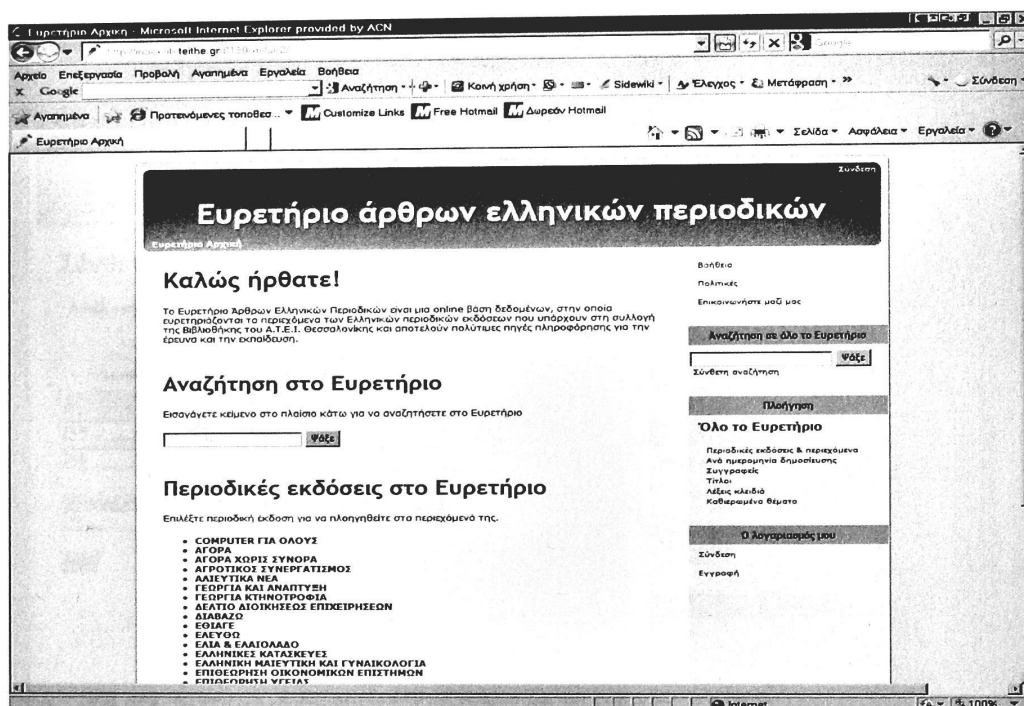 Ευρετήριο Αρχική - Microsoft Internet Explorer provided by ACN
teithe.gr
Google
Αρχείο Επεξεργασία Προβολή Αγαπημένα Εργαλεία Βοήθεια
x Google Αναζήτηση Κοινή χρήση Sidewiki Έλεγχος Μετάφραση » Σύνδεση
Αγαπημένα Προτεινόμενες τοποθεσ... Customize Links Free Hotmail Δωρεάν Hotmail
Ευρετήριο Αρχική
Σελίδα Ασφάλεια Εργαλεία
Σύνδεση
Ευρετήριο άρθρων ελληνικών περιοδικών
Ευρετήριο Αρχική
Καλώς ήρθατε!
Το Ευρετήριο Άρθρων Ελληνικών Περιοδικών είναι μια online βάση δεδομένων, στην οποία
ευρετηριάζονται τα περιεχόμενα των Ελληνικών περιοδικών εκδόσεων που υπάρχουν στη συλλογή
της Βιβλιοθήκης του Α.Τ.Ε.Ι. Θεσσαλονίκης και αποτελούν πολύτιμες πηγές πληροφόρησης για την
έρευνα και την εκπαίδευση.
Αναζήτηση στο Ευρετήριο
Εισαγάγετε κείμενο στο πλαίσιο κάτω για να αναζητήσετε στο Ευρετήριο
Ψάξε
Περιοδικές εκδόσεις στο Ευρετήριο
Επιλέξτε περιοδική έκδοση για να πλοηγηθείτε στα περιεχόμενά της.
• COMPUTER ΓΙΑ ΟΛΟΥΣ
• ΑΓΟΡΑ
• ΑΓΟΡΑ ΧΩΡΙΣ ΣΥΝΟΡΑ
• ΑΓΡΟΤΙΚΟΣ ΣΥΝΕΡΓΑΤΙΣΜΟΣ
• ΑΛΙΕΥΤΙΚΑ ΝΕΑ
• ΓΕΩΡΓΙΑ ΚΑΙ ΑΝΑΠΤΥΞΗ
• ΓΕΩΡΓΙΑ ΚΤΗΝΟΤΡΟΦΙΑ
• ΔΕΛΤΙΟ ΔΙΟΙΚΗΣΕΩΣ ΕΠΙΧΕΙΡΗΣΕΩΝ
• ΔΙΑΒΑΖΩ
• ΕΘΙΑΓΕ
• ΕΛΕΥΘΩ
• ΕΛΙΑ & ΕΛΑΙΟΛΑΔΟ
• ΕΛΛΗΝΙΚΕΣ ΚΑΤΑΣΚΕΥΕΣ
• ΕΛΛΗΝΙΚΗ ΜΑΙΕΥΤΙΚΗ ΚΑΙ ΓΥΝΑΙΚΟΛΟΓΙΑ
• ΕΠΙΘΕΩΡΗΣΗ ΟΙΚΟΝΟΜΙΚΩΝ ΕΠΙΣΤΗΜΩΝ
• ΕΠΙΘΕΩΡΗΣΗ ΥΓΕΙΑΣ
Βοήθεια
Πολιτικές
Επικοινωνήστε μαζί μας
Αναζήτηση σε όλο το Ευρετήριο
Ψάξε
Σύνθετη αναζήτηση
Πλοήγηση
Όλο το Ευρετήριο
Περιοδικές εκδόσεις & περιεχόμενα
Ανά ημερομηνία δημοσίευσης
Συγγραφείς
Τίτλοι
Λέξεις κλειδιά
Καθιερωμένα θέματα
Ο λογαριασμός μου
Σύνδεση
Εγγραφή
Internet
100%